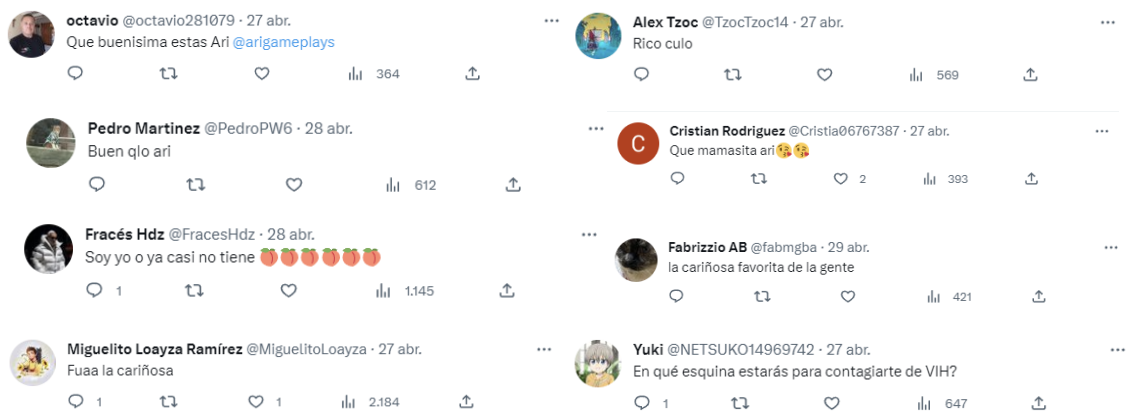 octavio @octavio281079 · 27 abr.
Que buenisima estas Ari @arigameplays
364
Alex Tzoc @TzocTzoc14 · 27 abr.
Rico culo
569
Pedro Martinez @PedroPW6 · 28 abr.
Buen qlo ari
612
C
Cristian Rodriguez @Cristia06767387 · 27 abr.
Que mamasita ari😘😘
2 393
Fracés Hdz @FracesHdz · 28 abr.
Soy yo o ya casi no tiene 🍑🍑🍑🍑🍑🍑
1 1.145
Fabrizzio AB @fabmgba · 29 abr.
la cariñosa favorita de la gente
421
Miguelito Loayza Ramírez @MiguelitoLoayza · 27 abr.
Fuaa la cariñosa
1 1 2.184
Yuki @NETSUKO14969742 · 27 abr.
En qué esquina estarás para contagiarte de VIH?
1 647